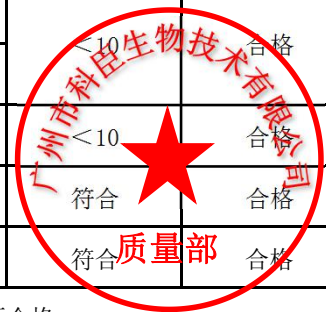 <10 合格
<10 合格
符合 合格
符合 合格
广州市科臣生物技术有限公司
质量部